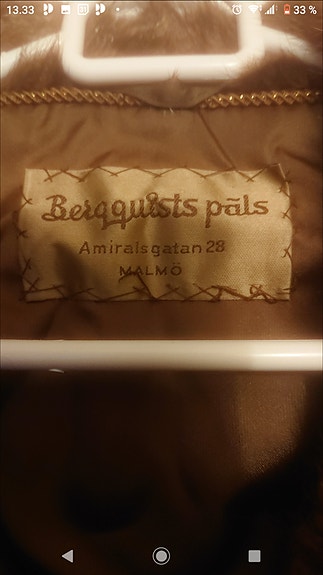 13.33
33 %
Bergquists päls
Amiralsgatan 28
MALMÖ